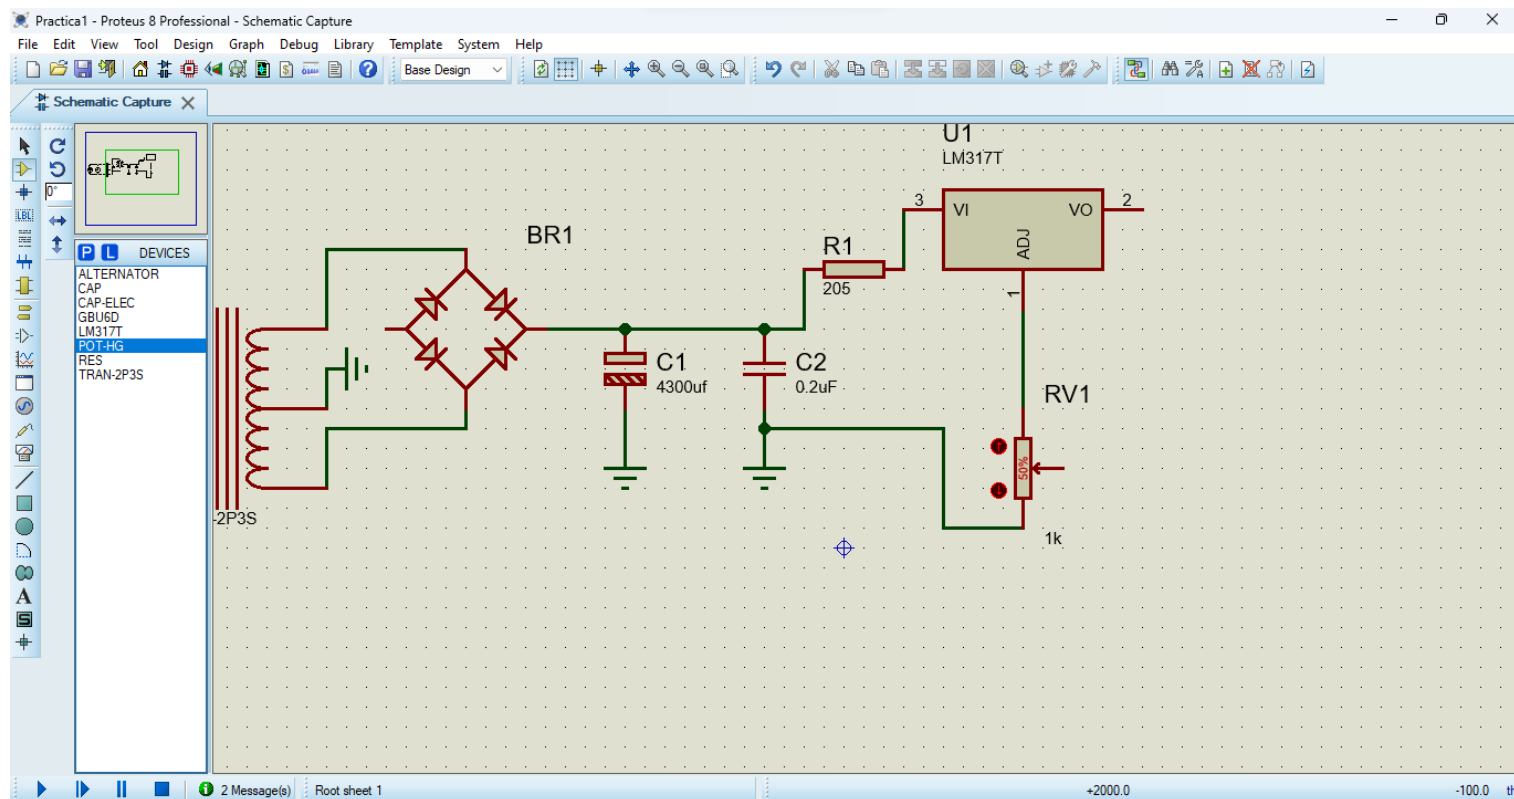 Practica1 - Proteus 8 Professional - Schematic Capture
File Edit View Tool Design Graph Debug Library Template System Help
Base Design
Schematic Capture
0°
LBL
P L DEVICES
ALTERNATOR
CAP
CAP-ELEC
GBU6D
LM317T
POT-HG
RES
TRAN-2P3S
A
S
U1
LM317T
3 VI VO 2
ADJ
1
BR1
R1
205
C1
4300uf
C2
0.2uF
RV1
50%
1k
-2P3S
2 Message(s) Root sheet 1 +2000.0 -100.0 th